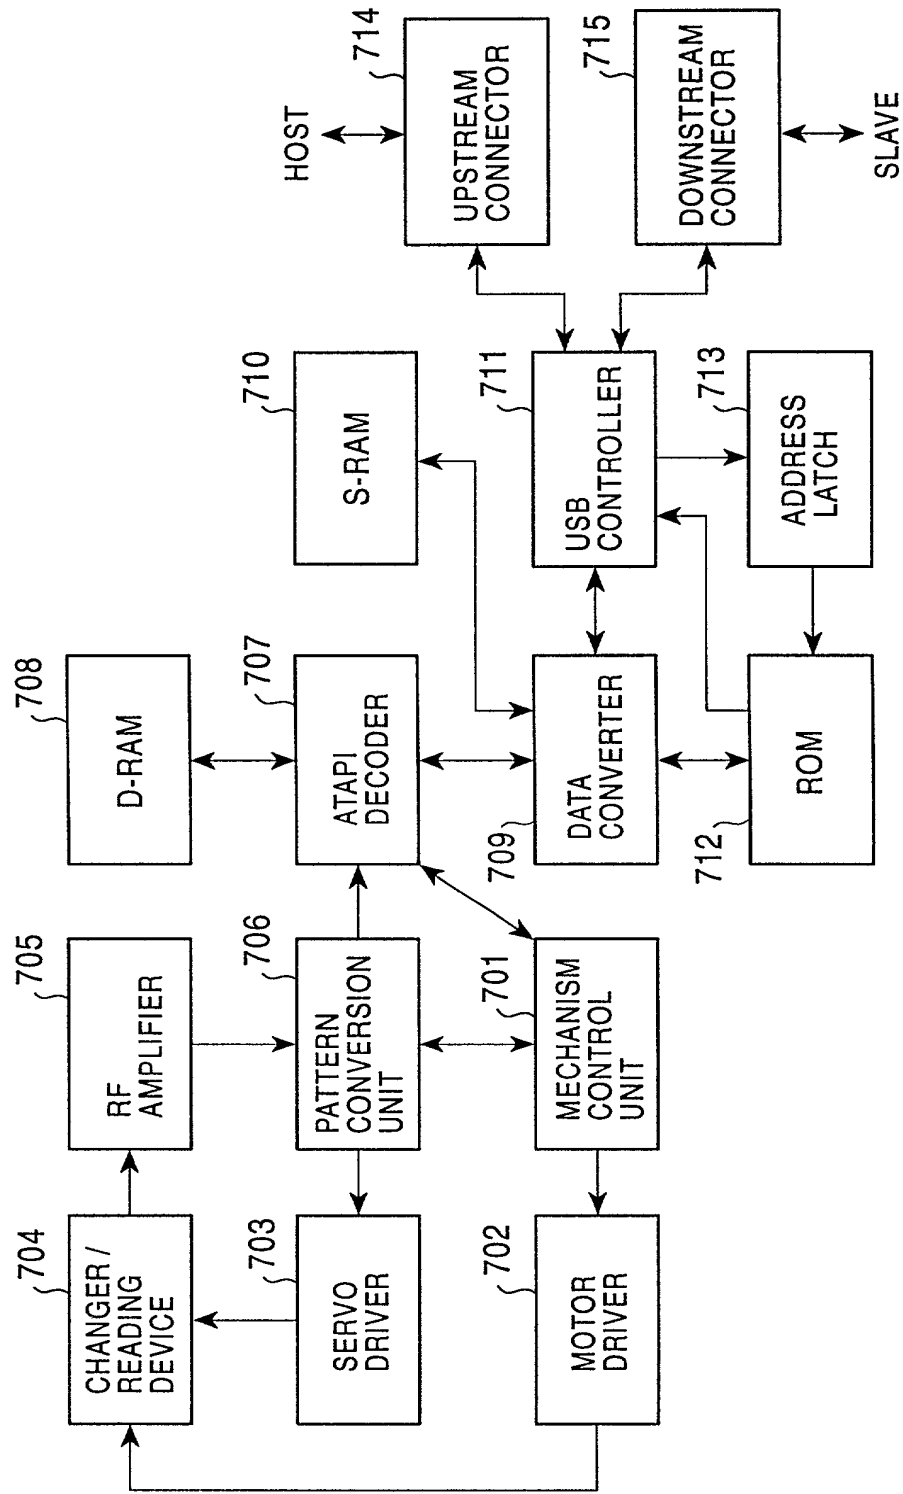 704
CHANGER /
READING
DEVICE
705
RF
AMPLIFIER
708
D-RAM
703
SERVO
DRIVER
706
PATTERN
CONVERSION
UNIT
707
ATAPI
DECODER
710
S-RAM
HOST
714
UPSTREAM
CONNECTOR
702
MOTOR
DRIVER
701
MECHANISM
CONTROL
UNIT
709
DATA
CONVERTER
711
USB
CONTROLLER
715
DOWNSTREAM
CONNECTOR
712
ROM
713
ADDRESS
LATCH
SLAVE